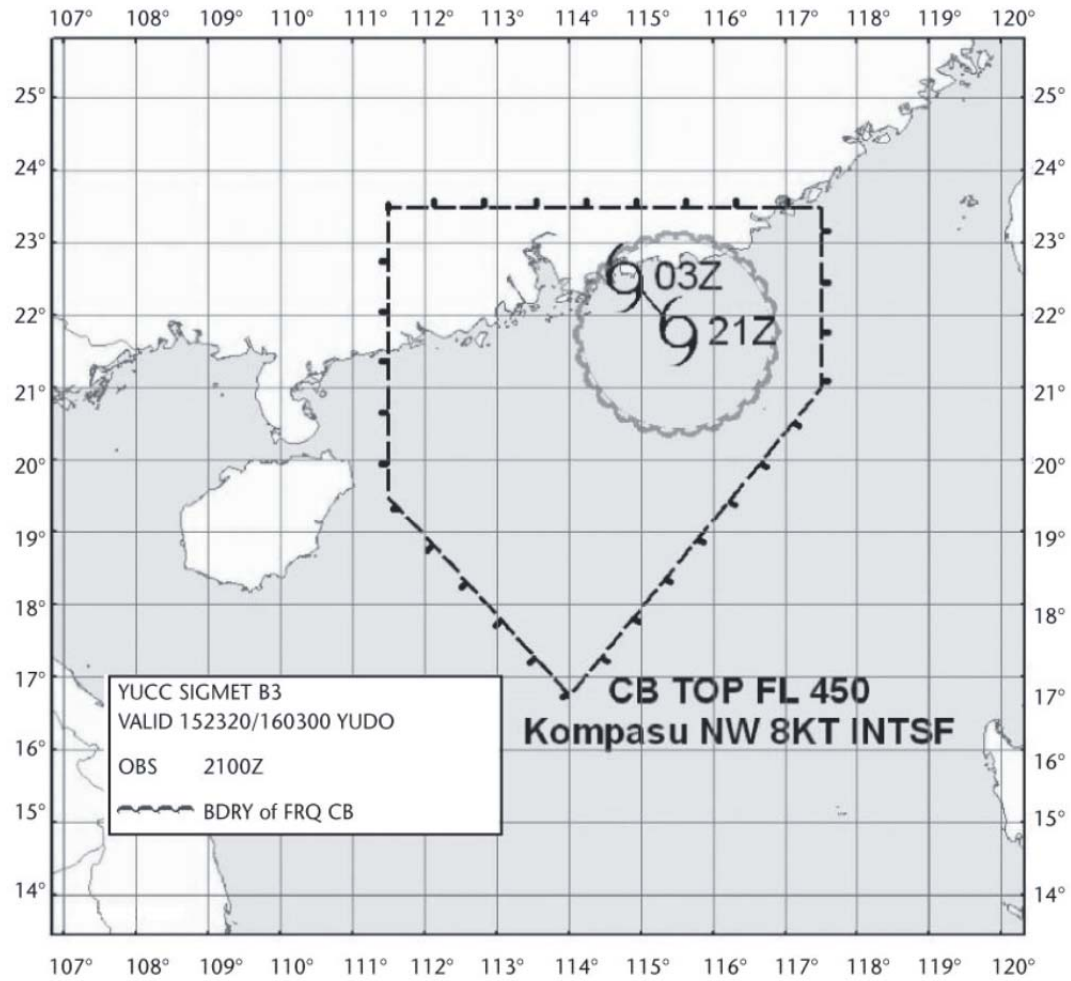 107° 108° 109° 110° 111° 112° 113° 114° 115° 116° 117° 118° 119° 120°
25° 25°
24° 24°
23° 23°
03Z
22° 22°
21Z
21° 21°
20° 20°
19° 19°
18° 18°
17° 17°
CB TOP FL 450
Kompasu NW 8KT INTSF
YUCC SIGMET B3
VALID 152320/160300 YUDO
OBS 2100Z
BDRY of FRQ CB
16° 16°
15° 15°
14° 14°
107° 108° 109° 110° 111° 112° 113° 114° 115° 116° 117° 118° 119° 120°